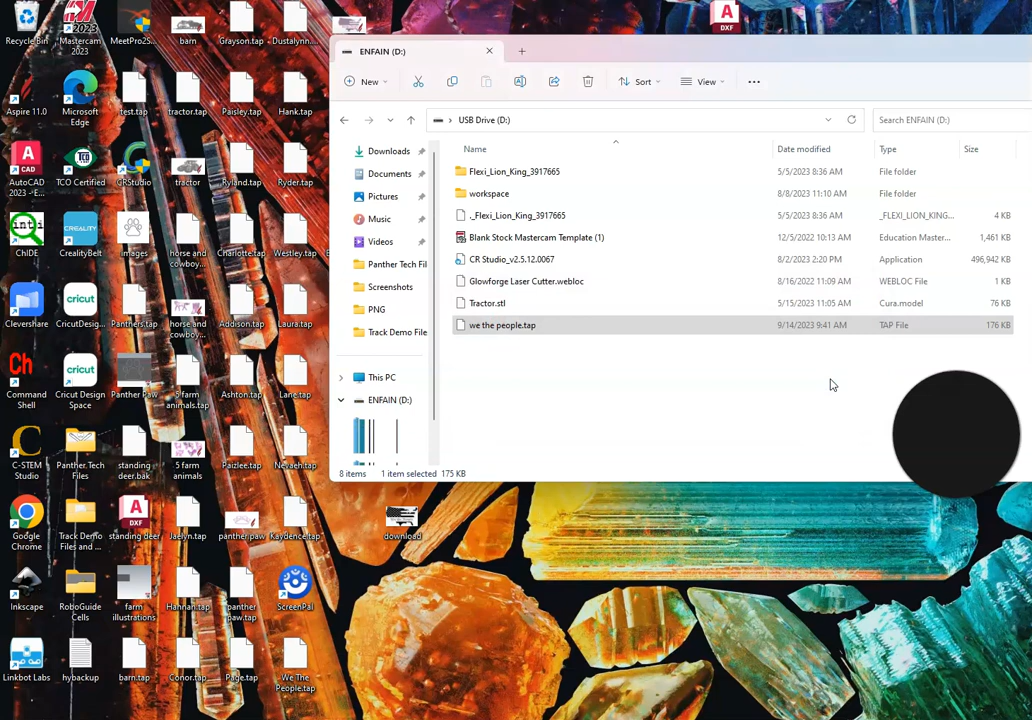 Recycle Bin
Mastercam 2023
MeetPro2S...
barn
Grayson.tap
Dustalynn...
DXF
Aspire 11.0
Microsoft Edge
test.tap
tractor.tap
Paisley.tap
Hank.tap
AutoCAD 2023 -E...
TCO Certified
CRStudio
tractor
Ryland.tap
Ryder.tap
ChIDE
CrealityBelt
images
horse and cowboy...
Charlotte.tap
Westley.tap
Clevershare
CricutDesig...
Panthers.tap
horse and cowboy...
Addison.tap
Laura.tap
Command Shell
Cricut Design Space
Panther Paw
5 farm animals.tap
Ashton.tap
Lane.tap
C-STEM Studio
Panther Tech Files
standing deer.bak
5 farm animals
Paizlee.tap
Nevaeh.tap
Google Chrome
Track Demo Files and ...
DXF
standing deer
Jaelyn.tap
panther paw
Kaydence.tap
download
Inkscape
RoboGuide Cells
farm illustrations
Hannah.tap
panther paw.tap
ScreenPal
Linkbot Labs
hybackup
barn.tap
Conor.tap
Page.tap
We The People.tap
ENFAIN (D:)
New
Sort
View
USB Drive (D:)
Search ENFAIN (D:)
Name
Date modified
Type
Size
Downloads
Documents
Pictures
Music
Videos
Panther Tech Fil
Screenshots
PNG
Track Demo File
This PC
ENFAIN (D:)
Flexi_Lion_King_3917665 5/5/2023 8:36 AM File folder
workspace 8/8/2023 11:10 AM File folder
._Flexi_Lion_King_3917665 5/5/2023 8:36 AM _FLEXI_LION_KING... 4 KB
Blank Stock Mastercam Template (1) 12/5/2022 10:13 AM Education Master... 1,461 KB
CR Studio_v2.5.12.0067 8/2/2023 2:20 PM Application 496,942 KB
Glowforge Laser Cutter.webloc 8/16/2022 11:09 AM WEBLOC File 1 KB
Tractor.stl 5/15/2023 11:05 AM Cura.model 76 KB
we the people.tap 9/14/2023 9:41 AM TAP File 176 KB
8 items 1 item selected 175 KB